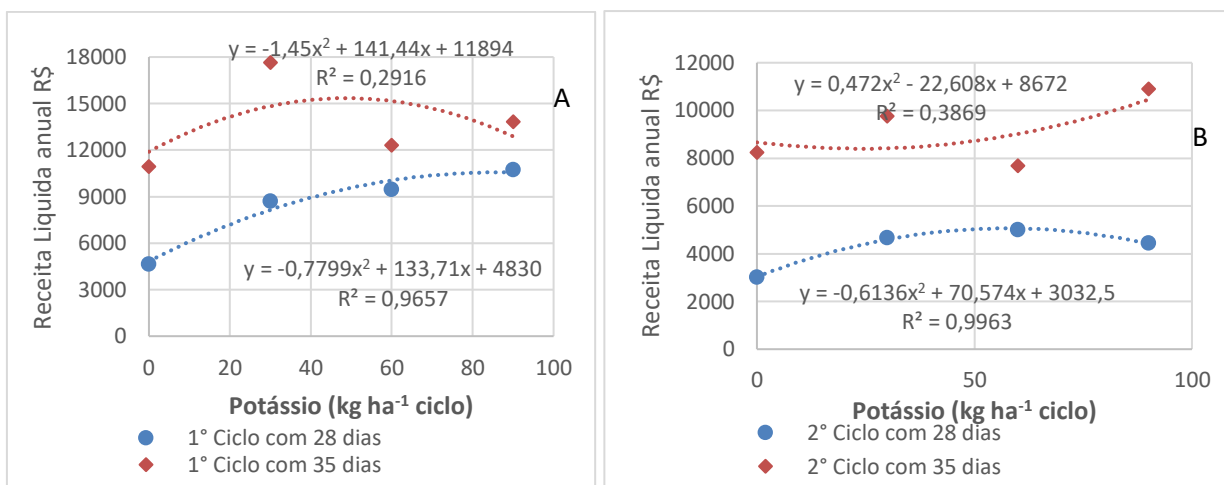 Receita Liquida anual R$
18000
15000
12000
9000
6000
3000
0
y = -1,45x² + 141,44x + 11894
R² = 0,2916
A
y = -0,7799x² + 133,71x + 4830
R² = 0,9657
0 20 40 60 80 100
Potássio (kg ha⁻¹ ciclo)
1° Ciclo com 28 dias
1° Ciclo com 35 dias
Receita Liquida anual R$
12000
10000
8000
6000
4000
2000
0
y = 0,472x² - 22,608x + 8672
R² = 0,3869
B
y = -0,6136x² + 70,574x + 3032,5
R² = 0,9963
0 50 100
Potássio (kg ha⁻¹ ciclo)
2° Ciclo com 28 dias
2° Ciclo com 35 dias